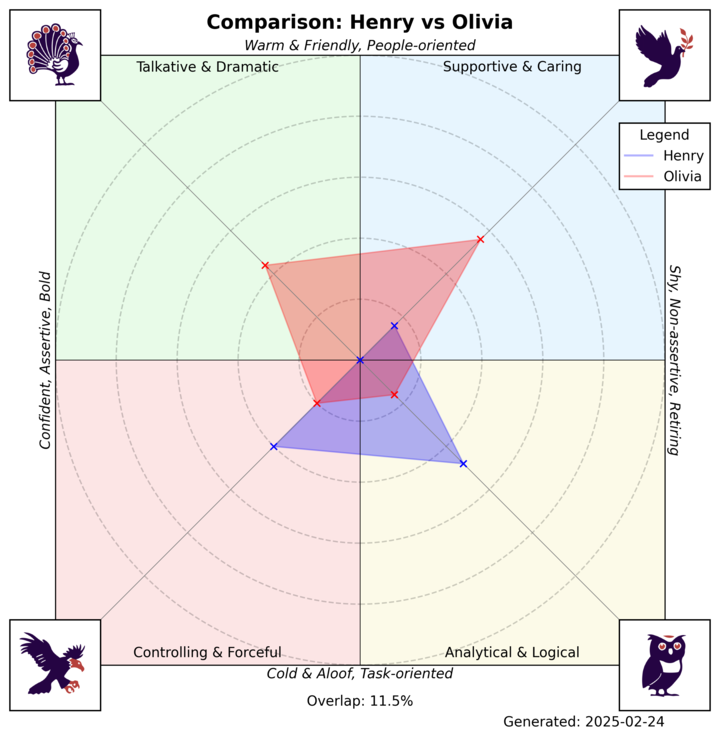 Comparison: Henry vs Olivia
Warm & Friendly, People-oriented
Talkative & Dramatic
Supportive & Caring
Legend
Henry
Olivia
Confident, Assertive, Bold
Shy, Non-assertive, Retiring
Controlling & Forceful
Analytical & Logical
Cold & Aloof, Task-oriented
Overlap: 11.5%
Generated: 2025-02-24